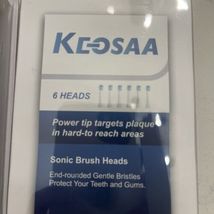 KEOSAA
6 HEADS
Power tip targets plaque
in hard-to reach areas
Sonic Brush Heads
End-rounded Gentle Bristles
Protect Your Teeth and Gums.